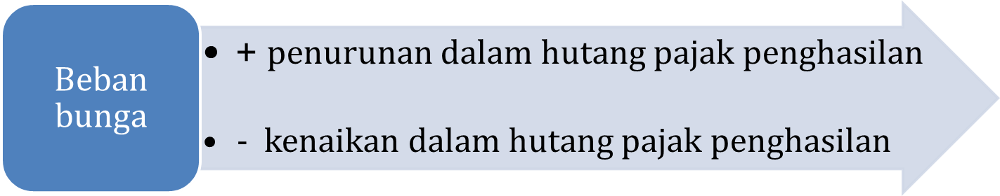 Beban
bunga
• + penurunan dalam hutang pajak penghasilan
• - kenaikan dalam hutang pajak penghasilan